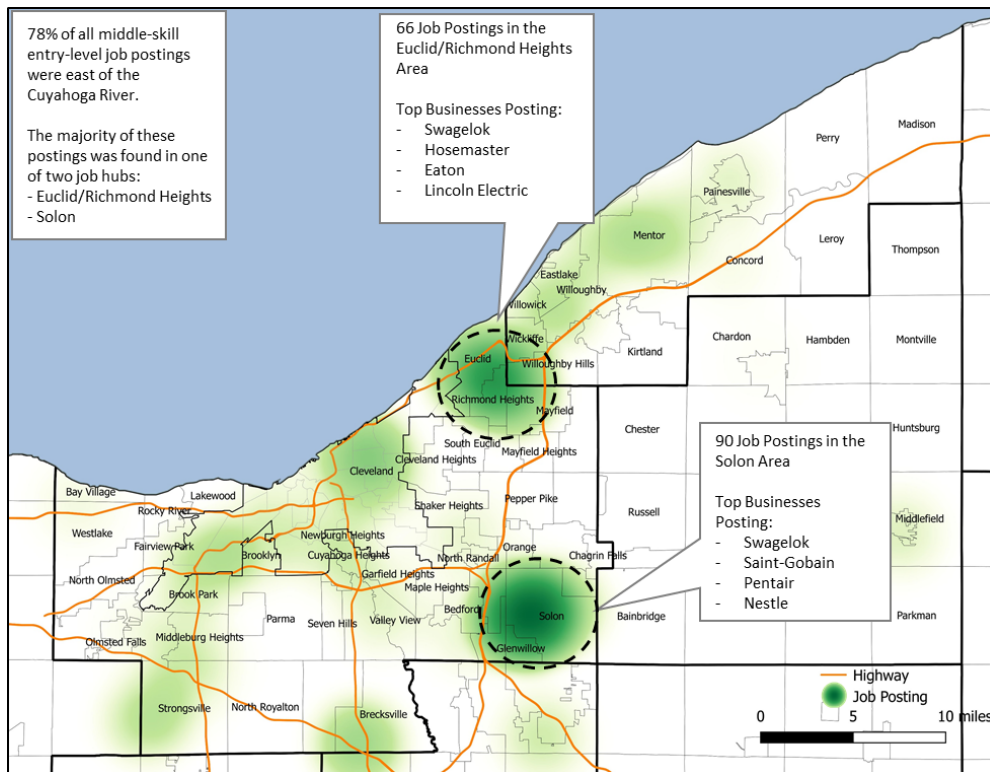 78% of all middle-skill
entry-level job postings
were east of the
Cuyahoga River.
The majority of these
postings was found in one
of two job hubs:
- Euclid/Richmond Heights
- Solon
66 Job Postings in the
Euclid/Richmond Heights
Area
Top Businesses Posting:
- Swagelok
- Hosemaster
- Eaton
- Lincoln Electric
Madison
Perry
Painesville
Mentor
Leroy
Thompson
Concord
Eastlake
Willoughby
Willowick
Wickliffe
Chardon
Hambden
Montville
Kirtland
Euclid
Willoughby Hills
Richmond Heights
Mayfield
Chester
Huntsburg
South Euclid
Mayfield Heights
Cleveland Heights
Cleveland
90 Job Postings in the
Solon Area
Top Businesses
Posting:
- Swagelok
- Saint-Gobain
- Pentair
- Nestle
Bay Village
Lakewood
Rocky River
Westlake
Fairview Park
Shaker Heights
Pepper Pike
Russell
Middlefield
Newburgh Heights
Brooklyn
Cuyahoga Heights
Orange
Chagrin Falls
North Randall
Garfield Heights
Maple Heights
North Olmsted
Brook Park
Bedford
Solon
Bainbridge
Parkman
Parma
Seven Hills
Valley View
Middleburg Heights
Olmsted Falls
Glenwillow
Strongsville
North Royalton
Brecksville
Highway
Job Posting
0 5 10 miles